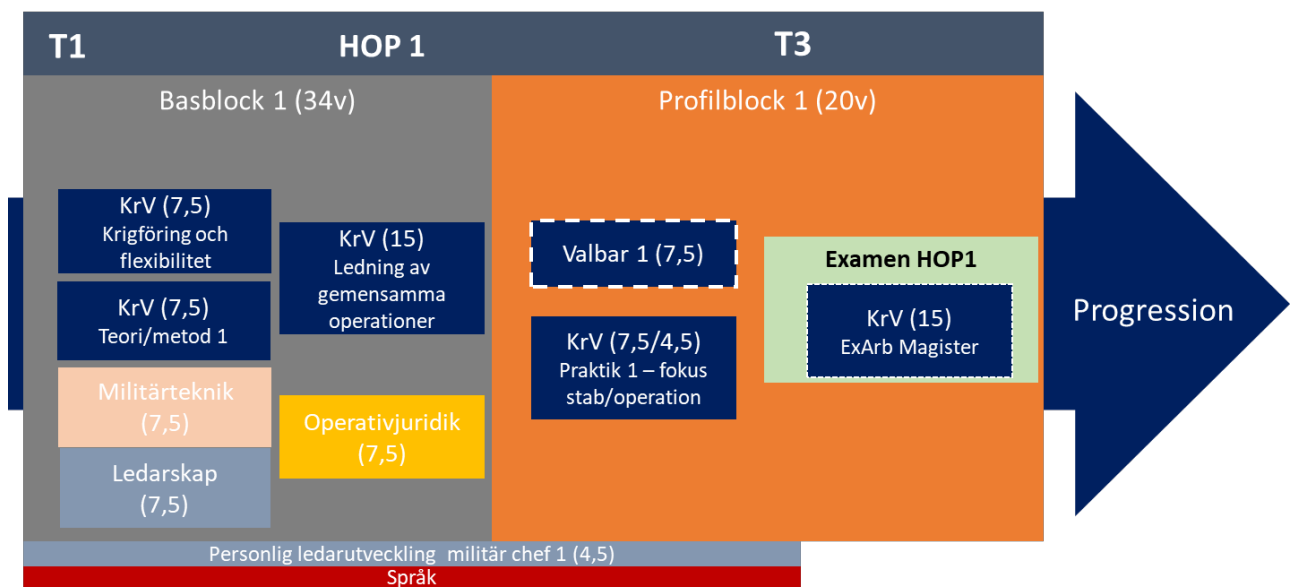 T1
HOP 1
T3
Basblock 1 (34v)
Profilblock 1 (20v)
KrV (7,5)
Krigföring och
flexibilitet
KrV (7,5)
Teori/metod 1
Militärteknik
(7,5)
Ledarskap
(7,5)
KrV (15)
Ledning av
gemensamma
operationer
Operativjuridik
(7,5)
Valbar 1 (7,5)
KrV (7,5/4,5)
Praktik 1 – fokus
stab/operation
Examen HOP1
KrV (15)
ExArb Magister
Progression
Personlig ledarutveckling militär chef 1 (4,5)
Språk